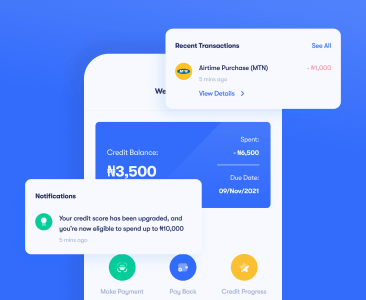 Recent Transactions
See All
MTN
Airtime Purchase (MTN)
- ₦1,000
5 mins ago
View Details
We
Credit Balance:
₦3,500
Spent:
- ₦6,500
Due Date:
09/Nov/2021
Notifications
Your credit score has been upgraded, and
you're now eligible to spend up to ₦10,000
5 mins ago
Make Payment
Pay Back
Credit Progress